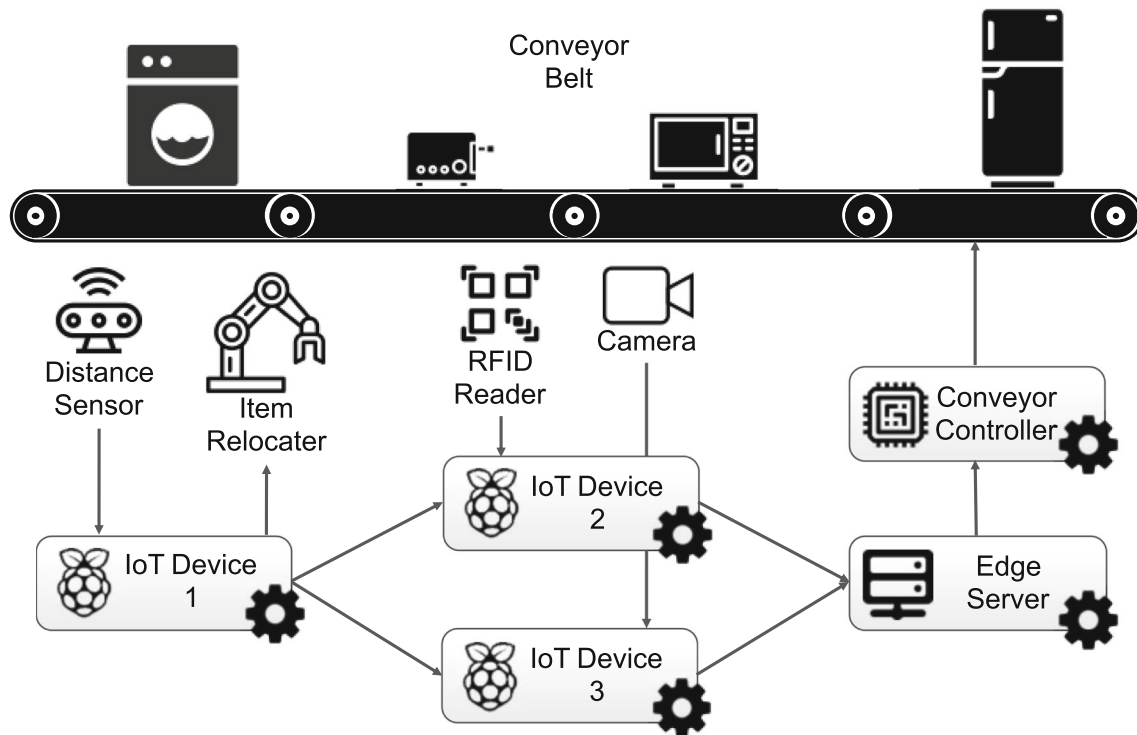 Conveyor
Belt
Distance
Sensor
Item
Relocater
RFID
Reader
Camera
Conveyor
Controller
IoT Device
2
IoT Device
1
Edge
Server
IoT Device
3